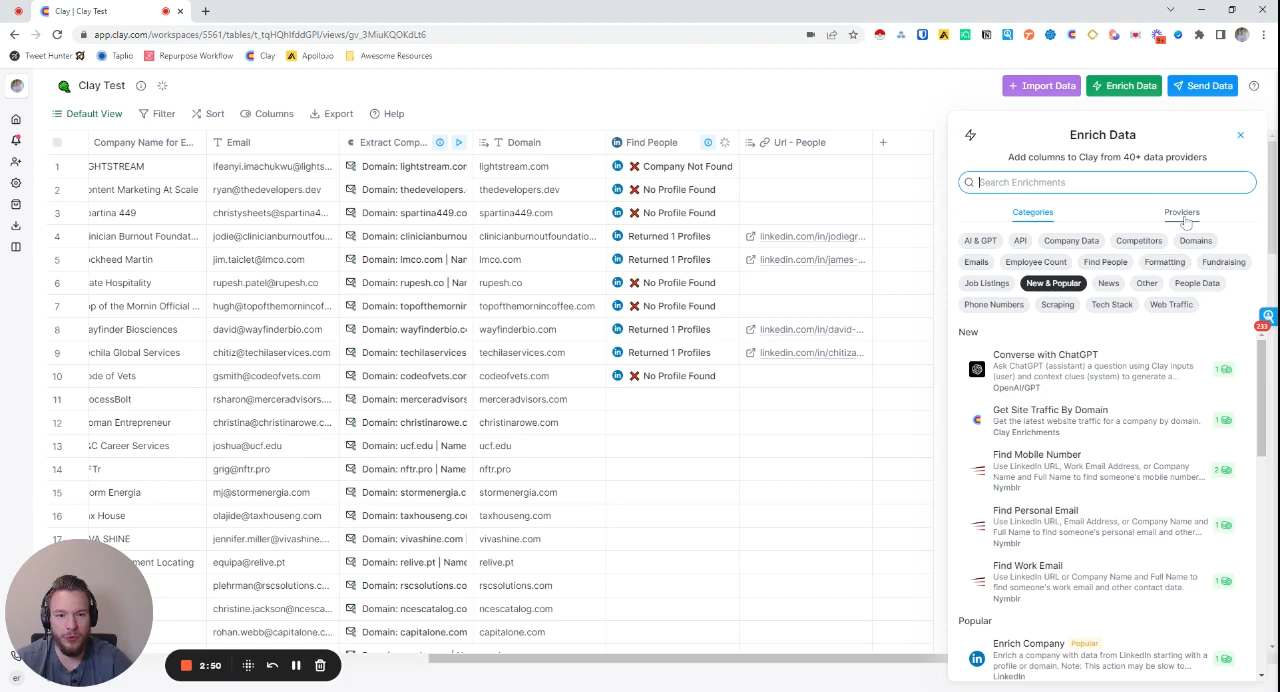 Clay | Clay Test
app.clay.com/workspaces/5561/tables/t_tqHQhIfddGPI/views/gv_3MiuKQOKdLt6
Tweet Hunter Taplio Repurpose Workflow Clay Apollozo Awesome Resources
Clay Test
Import Data Enrich Data Send Data
Default View Filter Sort Columns Export Help
Company Name for E... Email Extract Comp... Domain Find People Url - People
1 GHTSTREAM ifeanyi.imachukwu@lights... Domain: lightstream.com lightstream.com Company Not Found
2 ontent Marketing At Scale ryan@thedevelopers.dev Domain: thedevelopers. thedevelopers.dev No Profile Found
3 partina 449 christysheets@spartina4... Domain: spartina449.co spartina449.com No Profile Found
4 linician Burnout Foundat... jodie@clinicianburnoutfo... Domain: clinicianburnou clinicianburnoutfoundatio... Returned 1 Profiles linkedin.com/in/jodiegr...
5 ockheed Martin jim.taiclet@lmco.com Domain: lmco.com | Nan lmco.com Returned 1 Profiles linkedin.com/in/james-...
6 ate Hospitality rupesh.patel@rupesh.co Domain: rupesh.co | Nar rupesh.co No Profile Found
7 op of the Mornin Official ... hugh@topofthemorninco... Domain: topofthemornin topofthemornincoffee.com No Profile Found
8 ayfinder Biosciences david@wayfinderbio.com Domain: wayfinderbio.c wayfinderbio.com Returned 1 Profiles linkedin.com/in/david-...
9 echila Global Services chitiz@techilaservices.com Domain: techilaservices techilaservices.com Returned 1 Profiles linkedin.com/in/chitiza...
10 ode of Vets gsmith@codeofvets.com Domain: codeofvets.com codeofvets.com No Profile Found
11 ocessBolt rsharon@merceradvisors... Domain: merceradvisors merceradvisors.com
12 oman Entrepreneur christina@christinarowe.c... Domain: christinarowe.c christinarowe.com
13 &C Career Services joshua@ucf.edu Domain: ucf.edu | Name ucf.edu
14 FTr grig@nftr.pro Domain: nftr.pro | Name nftr.pro
15 orm Energia mj@stormenergia.com Domain: stormenergia.c stormenergia.com
16 ax House olajide@taxhouseng.com Domain: taxhouseng.co taxhouseng.com
17 VA SHINE jennifer.miller@vivashine.... Domain: vivashine.com | vivashine.com
ment Locating equipa@relive.pt Domain: relive.pt | Name relive.pt
plehrman@rscsolutions.c... Domain: rscsolutions.co rscsolutions.com
christine.jackson@ncesca... Domain: ncescatalog.co ncescatalog.com
rohan.webb@capitalone.c... Domain: capitalone.com capitalone.com
2:50
er
Enrich Data
Add columns to Clay from 40+ data providers
Search Enrichments
Categories Providers
AI & GPT API Company Data Competitors Domains
Emails Employee Count Find People Formatting Fundraising
Job Listings New & Popular News Other People Data
Phone Numbers Scraping Tech Stack Web Traffic
233
New
Converse with ChatGPT
Ask ChatGPT (assistant) a question using Clay inputs
(user) and context clues (system) to generate a...
OpenAI/GPT
1
Get Site Traffic By Domain
Get the latest website traffic for a company by domain.
Clay Enrichments
1
Find Mobile Number
Use LinkedIn URL, Work Email Address, or Company
Name and Full Name to find someone's mobile number...
Nymblr
2
Find Personal Email
Use LinkedIn URL, Email Address, or Company Name and
Full Name to find someone's personal email and other...
Nymblr
1
Find Work Email
Use LinkedIn URL or Company Name and Full Name to
find someone's work email and other contact data.
Nymblr
1
Popular
Enrich Company Popular
Enrich a company with data from LinkedIn starting with a
profile or domain. Note: This action may be slow to...
LinkedIn
1